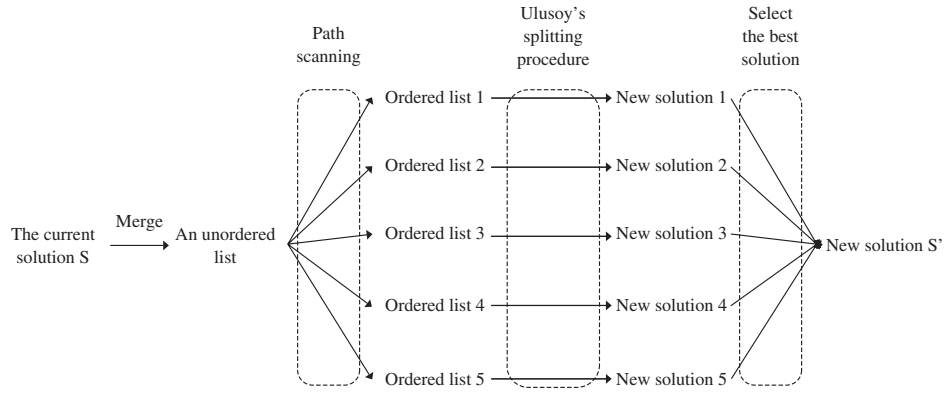 Path
scanning
Ulusoy's
splitting
procedure
Select
the best
solution
The current
solution S
Merge
An unordered
list
Ordered list 1
New solution 1
Ordered list 2
New solution 2
Ordered list 3
New solution 3
Ordered list 4
New solution 4
Ordered list 5
New solution 5
New solution S'